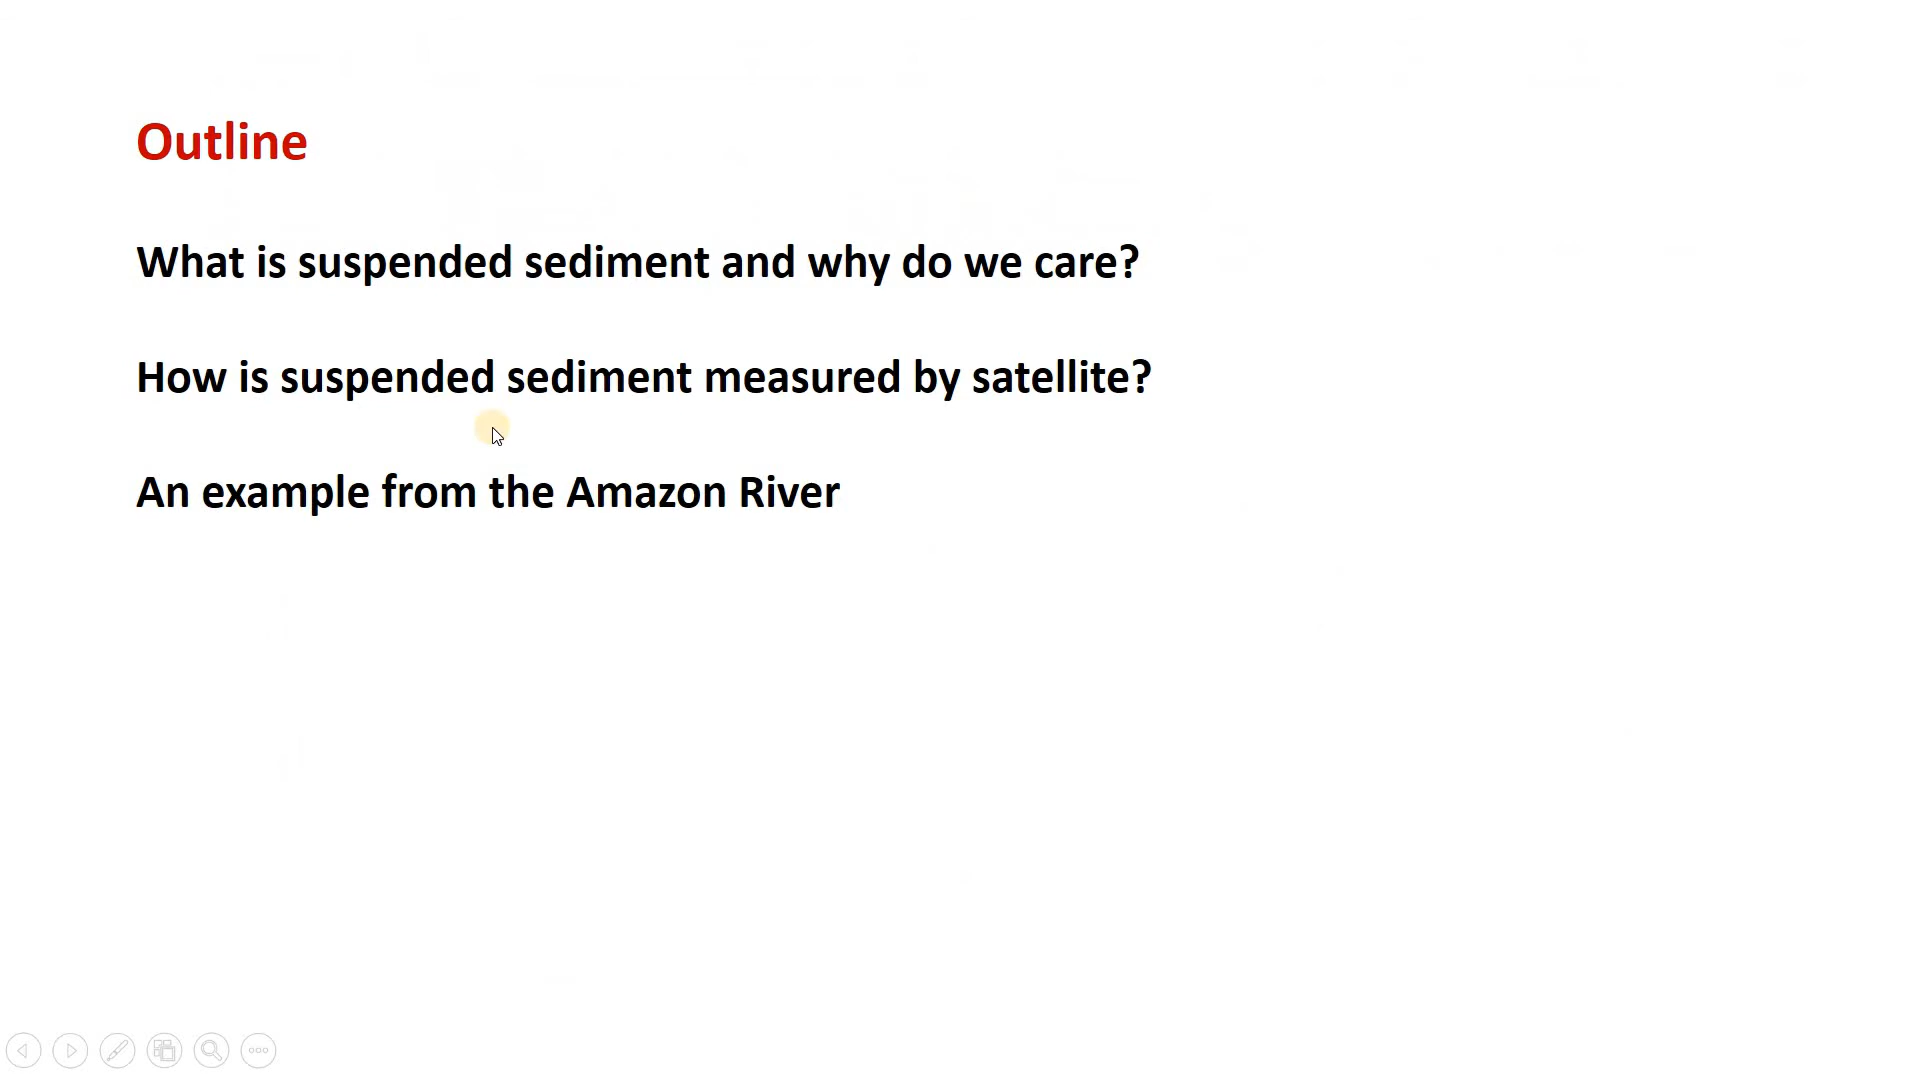 Outline
What is suspended sediment and why do we care?
How is suspended sediment measured by satellite?
An example from the Amazon River